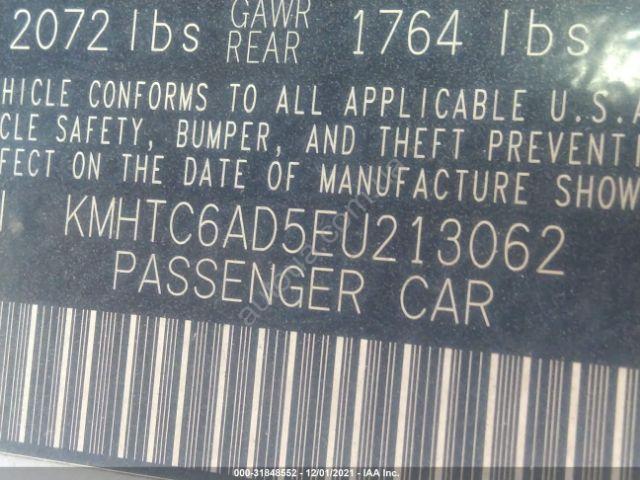 2072 lbs GAWR REAR 1764 lbs
HICLE CONFORMS TO ALL APPLICABLE U.S.A
CLE SAFETY, BUMPER, AND THEFT PREVENTI
FECT ON THE DATE OF MANUFACTURE SHOW
KMHTC6AD5EU213062
PASSENGER CAR
000-31848552 - 12/01/2021 - IAA Inc.